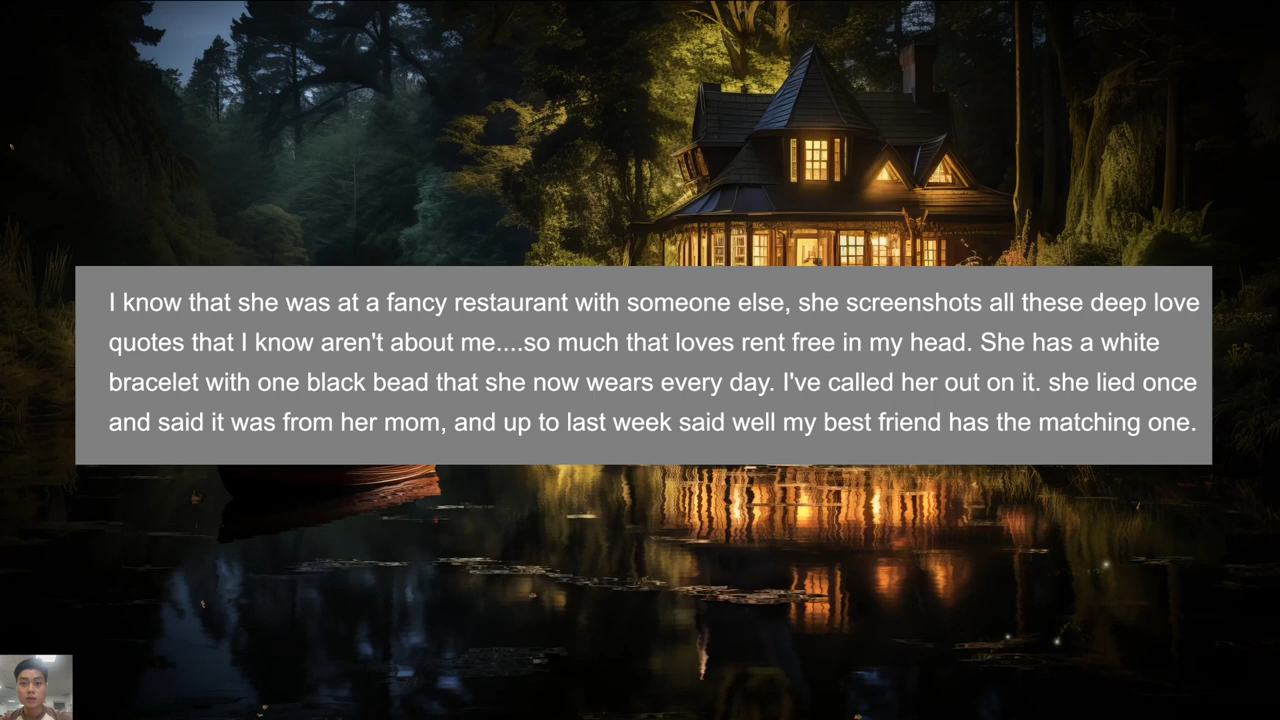 I know that she was at a fancy restaurant with someone else, she screenshots all these deep love
quotes that I know aren't about me....so much that loves rent free in my head. She has a white
bracelet with one black bead that she now wears every day. I've called her out on it. she lied once
and said it was from her mom, and up to last week said well my best friend has the matching one.